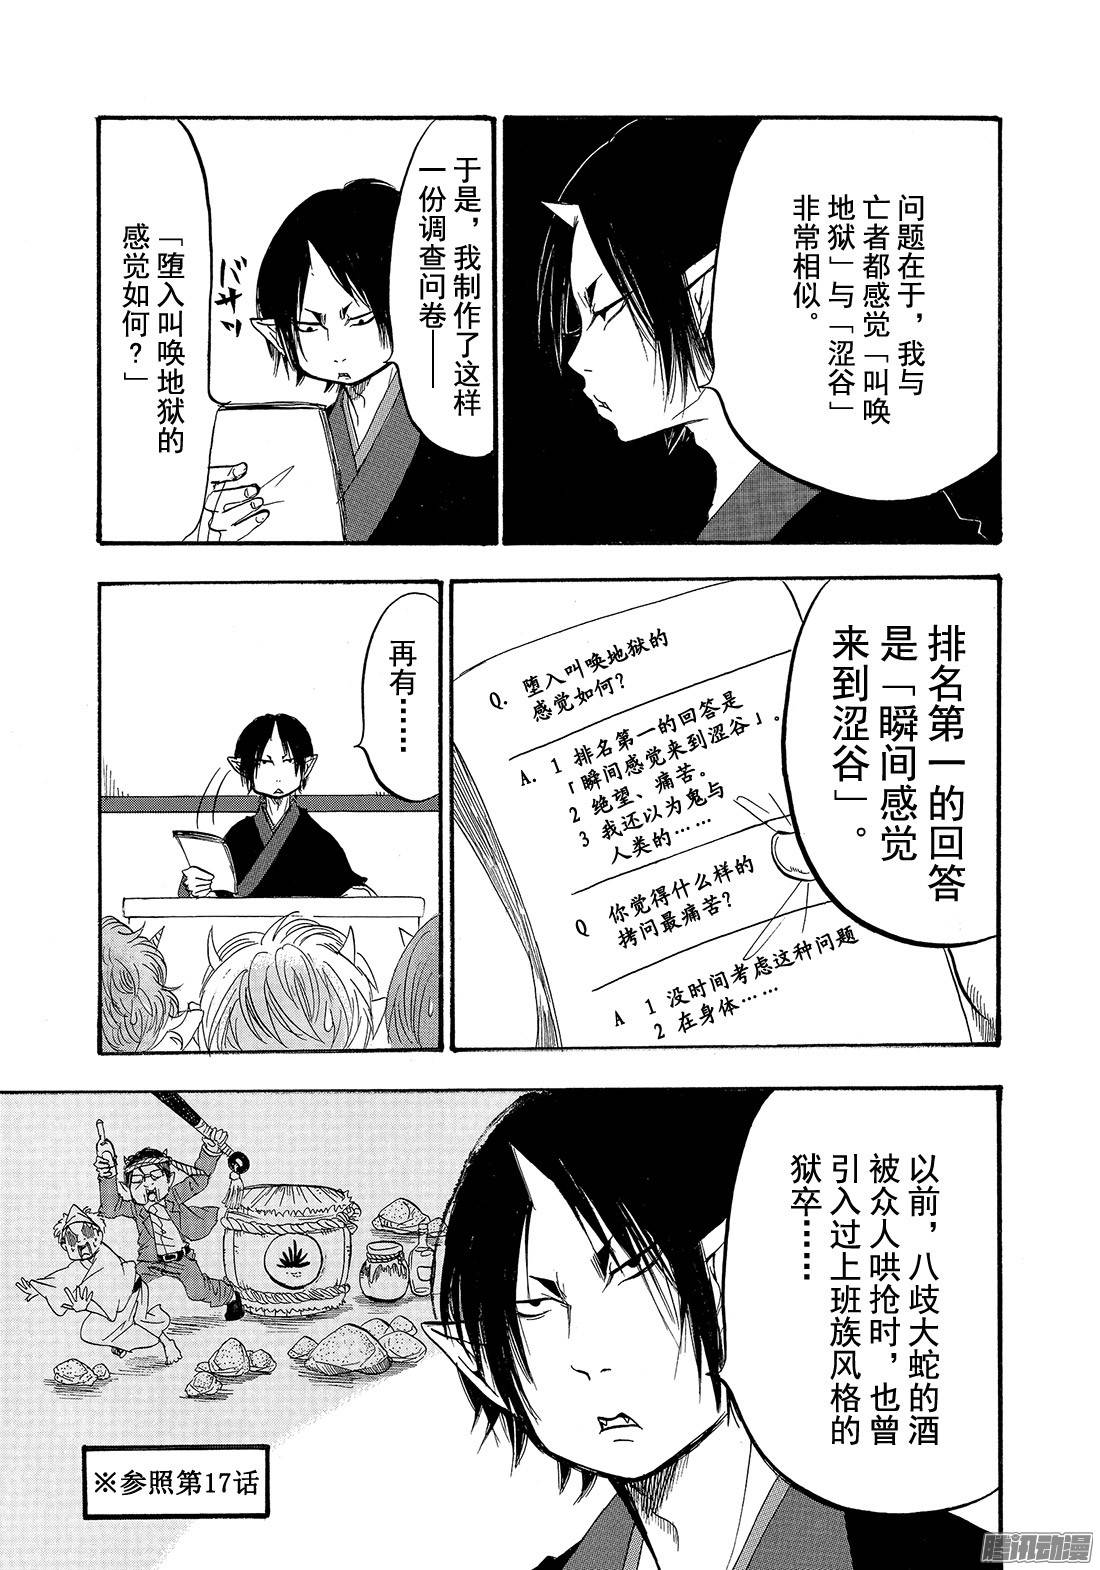 问题在于，我与
亡者都感觉「叫唤
地狱」与「涩谷」
非常相似。
于是，我制作了这样
一份调查问卷——
バサッ
「堕入叫唤地狱的
感觉如何？」
排名第一的回答
是「瞬间感觉
来到涩谷」。
Q. 堕入叫唤地狱的
感觉如何？
A. 1 排名第一的回答是
「瞬间感觉来到涩谷」。
2 绝望、痛苦。
3 我还以为鬼与
人类的……
Q 你觉得什么样的
拷问最痛苦？
A 1 没时间考虑这种问题
2 在身体……
再有……
以前，八歧大蛇的酒
被众人哄抢时，也曾
引入过上班族风格的
狱卒……
※参照第17话
腾讯动漫